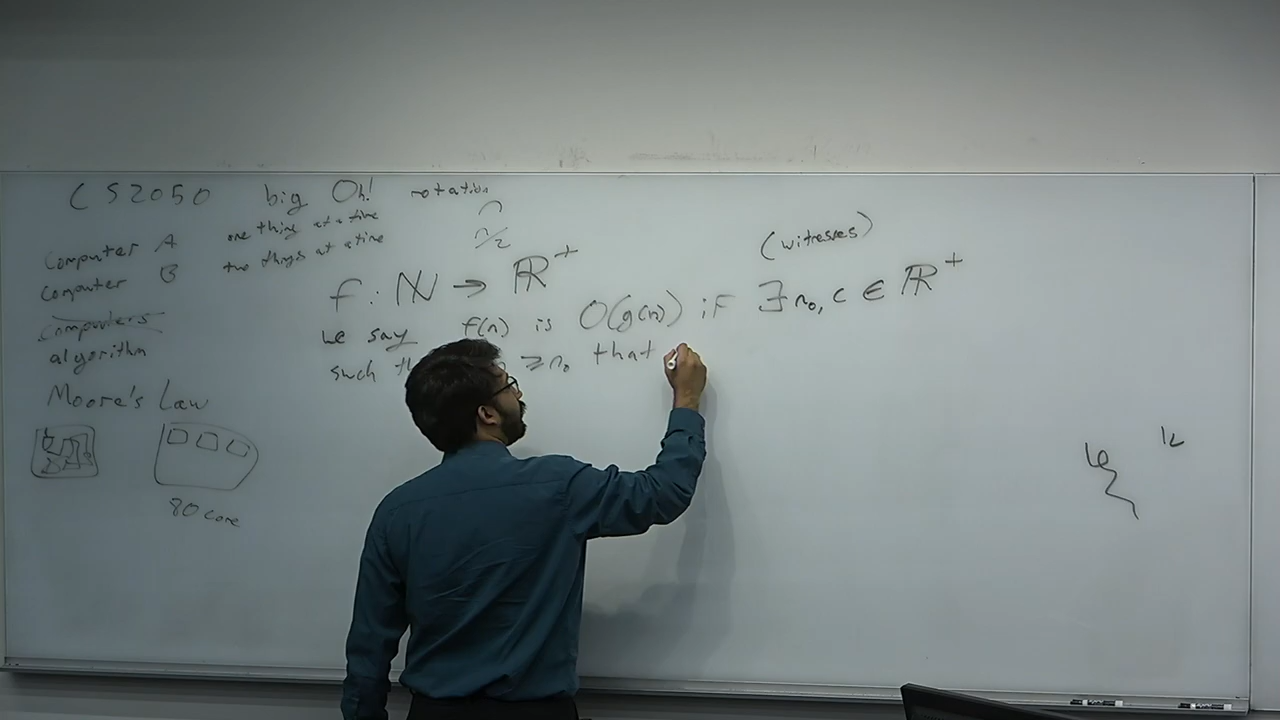 CS2050 big Oh! notation
Computer A one thing at a time n
Computer B two things at a time n/2
computers
algorithm
Moore's Law
80 core
(witnesses)
f: ℕ → ℝ⁺
we say f(n) is O(g(n)) if ∃ n₀, c ∈ ℝ⁺
such ≥ n₀ that